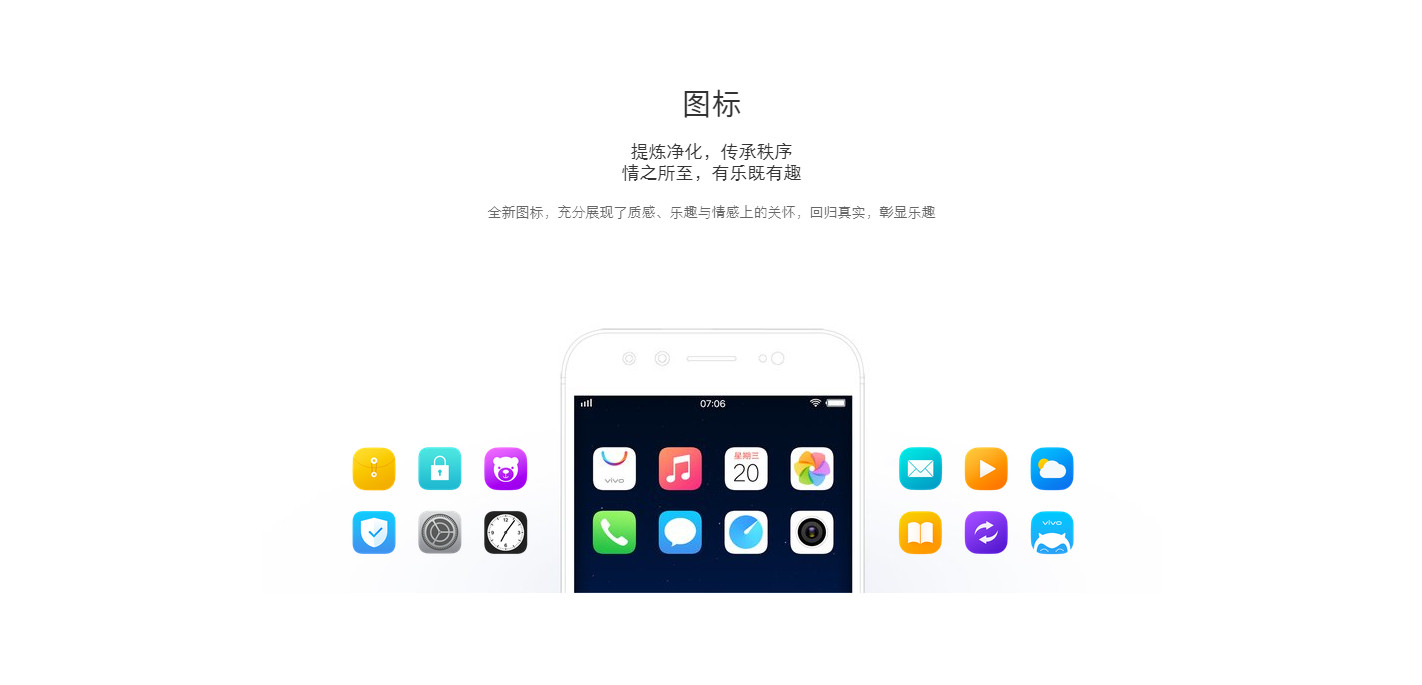 图标
提炼净化，传承秩序
情之所至，有乐既有趣
全新图标，充分展现了质感、乐趣与情感上的关怀，回归真实，彰显乐趣
07:06
vivo
星期三
20
12
vivo